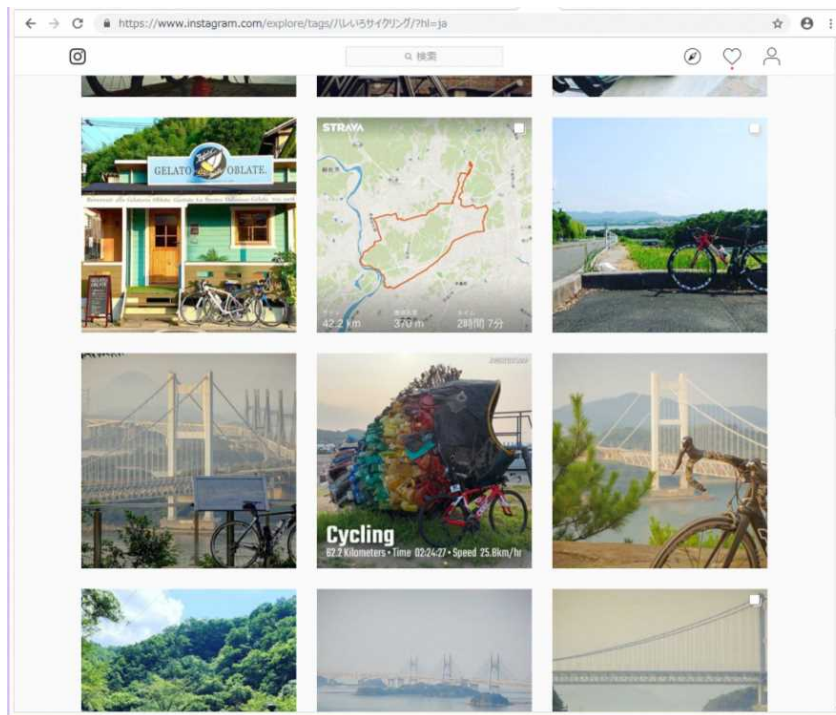 https://www.instagram.com/explore/tags/ハレいろサイクリング/?hl=ja
検索
GELATO
OBLATE.
STRAVA
42.2 km
370 m
2時間 7分
Cycling
62.2 Kilometers • Time 02:24:27 • Speed 25.8km/hr